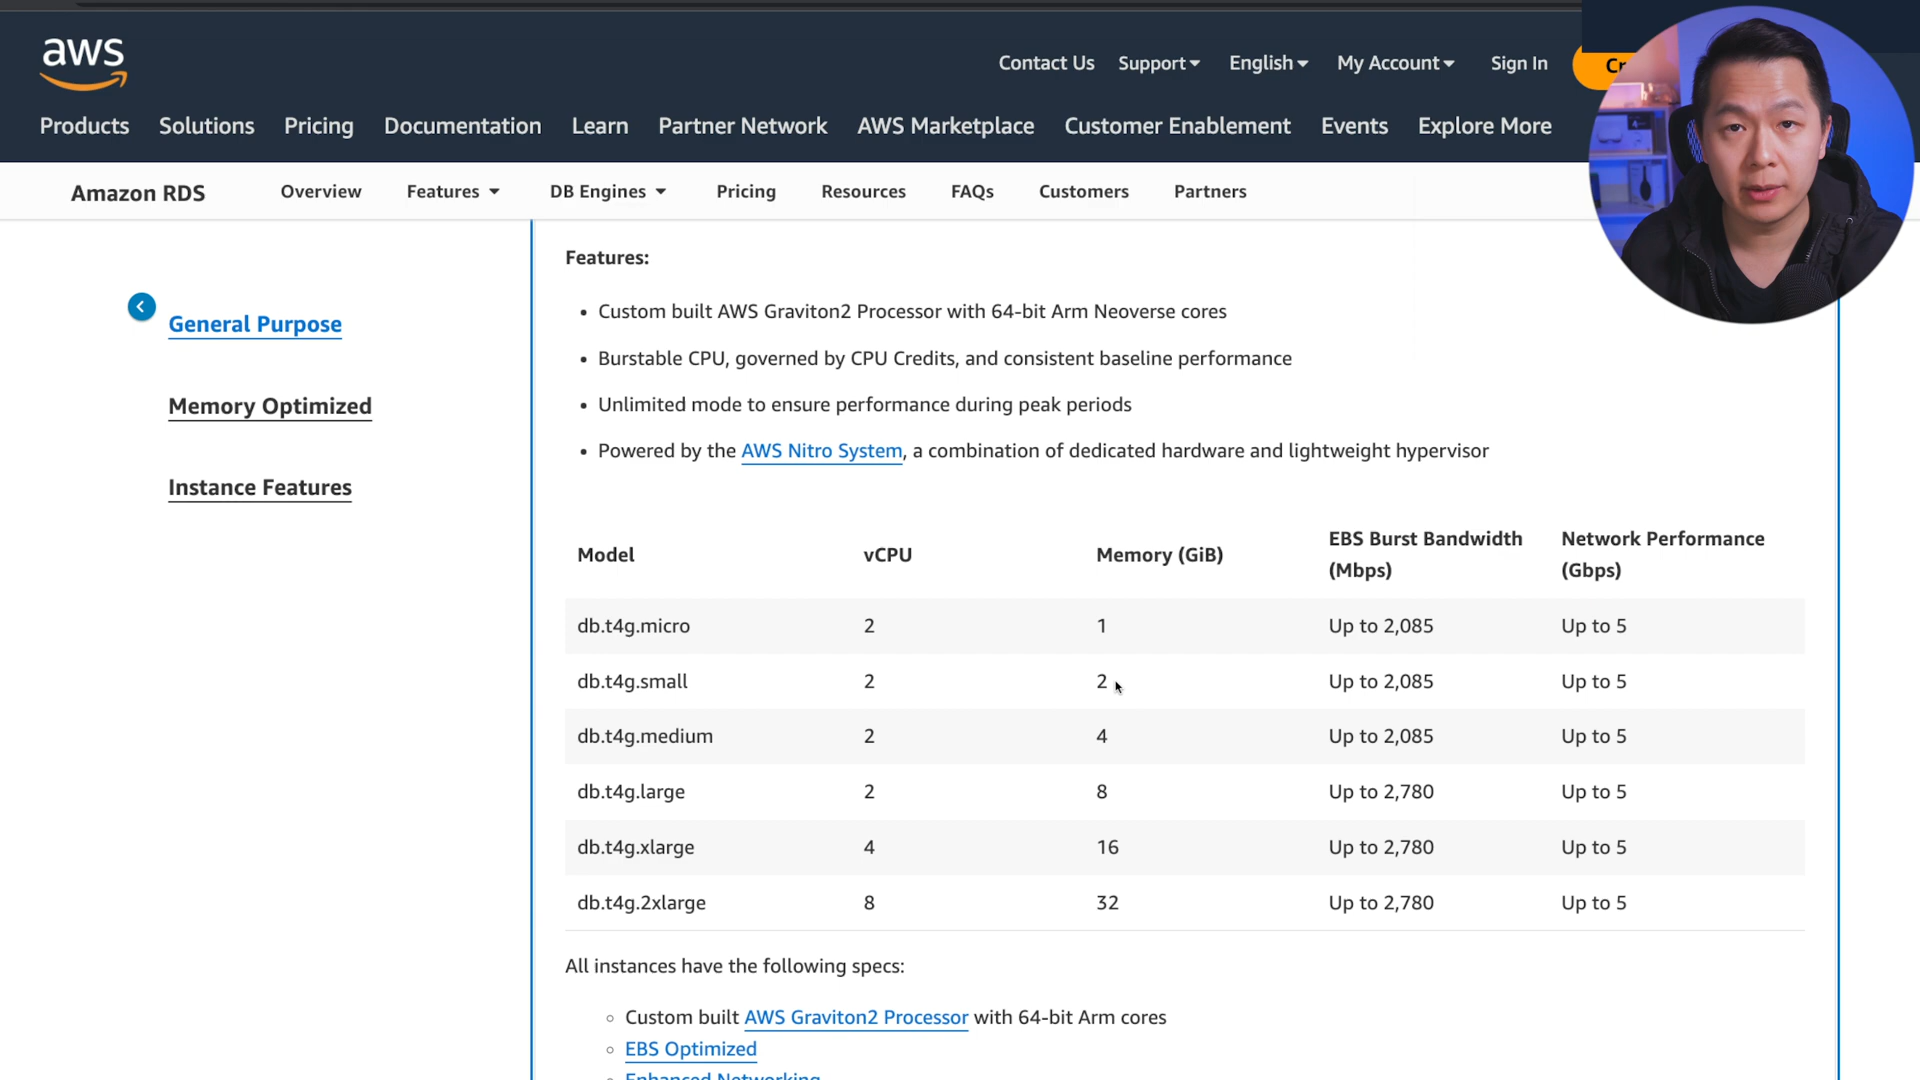 aws
Contact Us Support English My Account Sign In
Products Solutions Pricing Documentation Learn Partner Network AWS Marketplace Customer Enablement Events Explore More
Amazon RDS Overview Features DB Engines Pricing Resources FAQs Customers Partners
General Purpose
Memory Optimized
Instance Features
Features:
• Custom built AWS Graviton2 Processor with 64-bit Arm Neoverse cores
• Burstable CPU, governed by CPU Credits, and consistent baseline performance
• Unlimited mode to ensure performance during peak periods
• Powered by the AWS Nitro System, a combination of dedicated hardware and lightweight hypervisor
Model vCPU Memory (GiB) EBS Burst Bandwidth (Mbps) Network Performance (Gbps)
db.t4g.micro 2 1 Up to 2,085 Up to 5
db.t4g.small 2 2 Up to 2,085 Up to 5
db.t4g.medium 2 4 Up to 2,085 Up to 5
db.t4g.large 2 8 Up to 2,780 Up to 5
db.t4g.xlarge 4 16 Up to 2,780 Up to 5
db.t4g.2xlarge 8 32 Up to 2,780 Up to 5
All instances have the following specs:
◦ Custom built AWS Graviton2 Processor with 64-bit Arm cores
◦ EBS Optimized
◦ Enhanced Networking